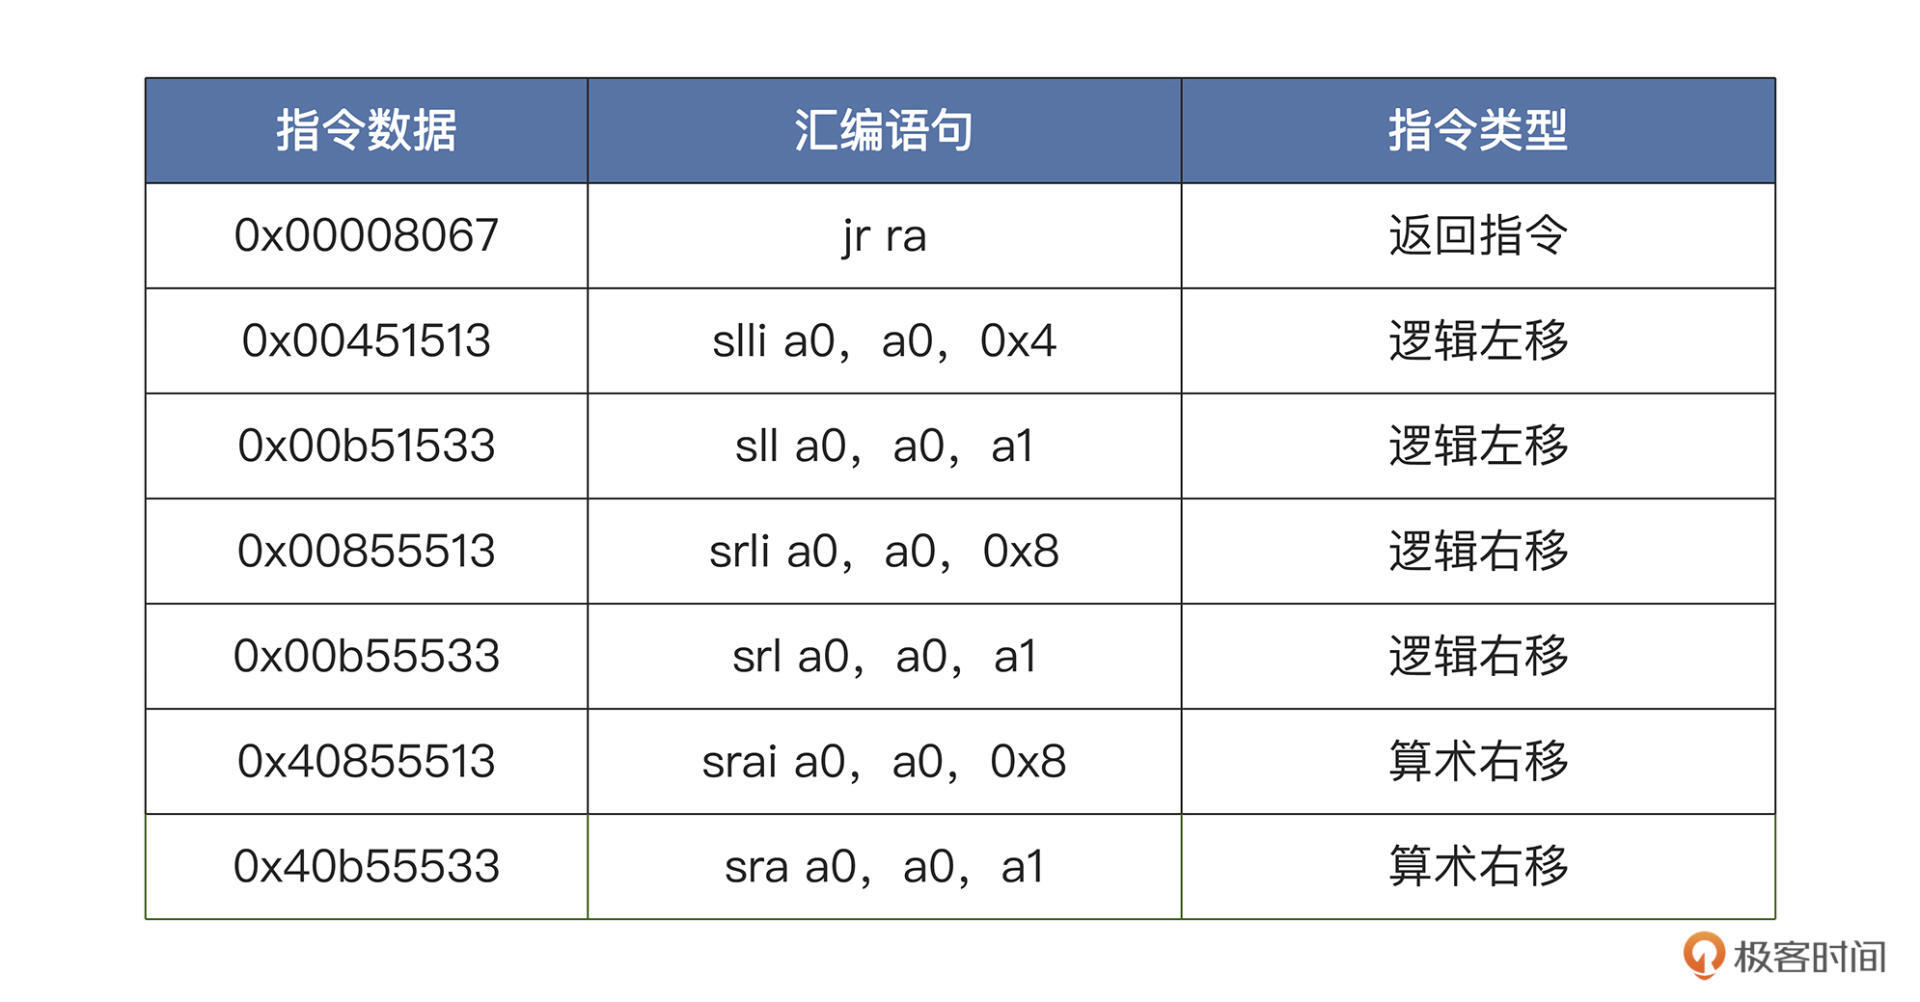 指令数据 汇编语句 指令类型
0x00008067 jr ra 返回指令
0x00451513 slli a0，a0，0x4 逻辑左移
0x00b51533 sll a0，a0，a1 逻辑左移
0x00855513 srli a0，a0，0x8 逻辑右移
0x00b55533 srl a0，a0，a1 逻辑右移
0x40855513 srai a0，a0，0x8 算术右移
0x40b55533 sra a0，a0，a1 算术右移
极客时间